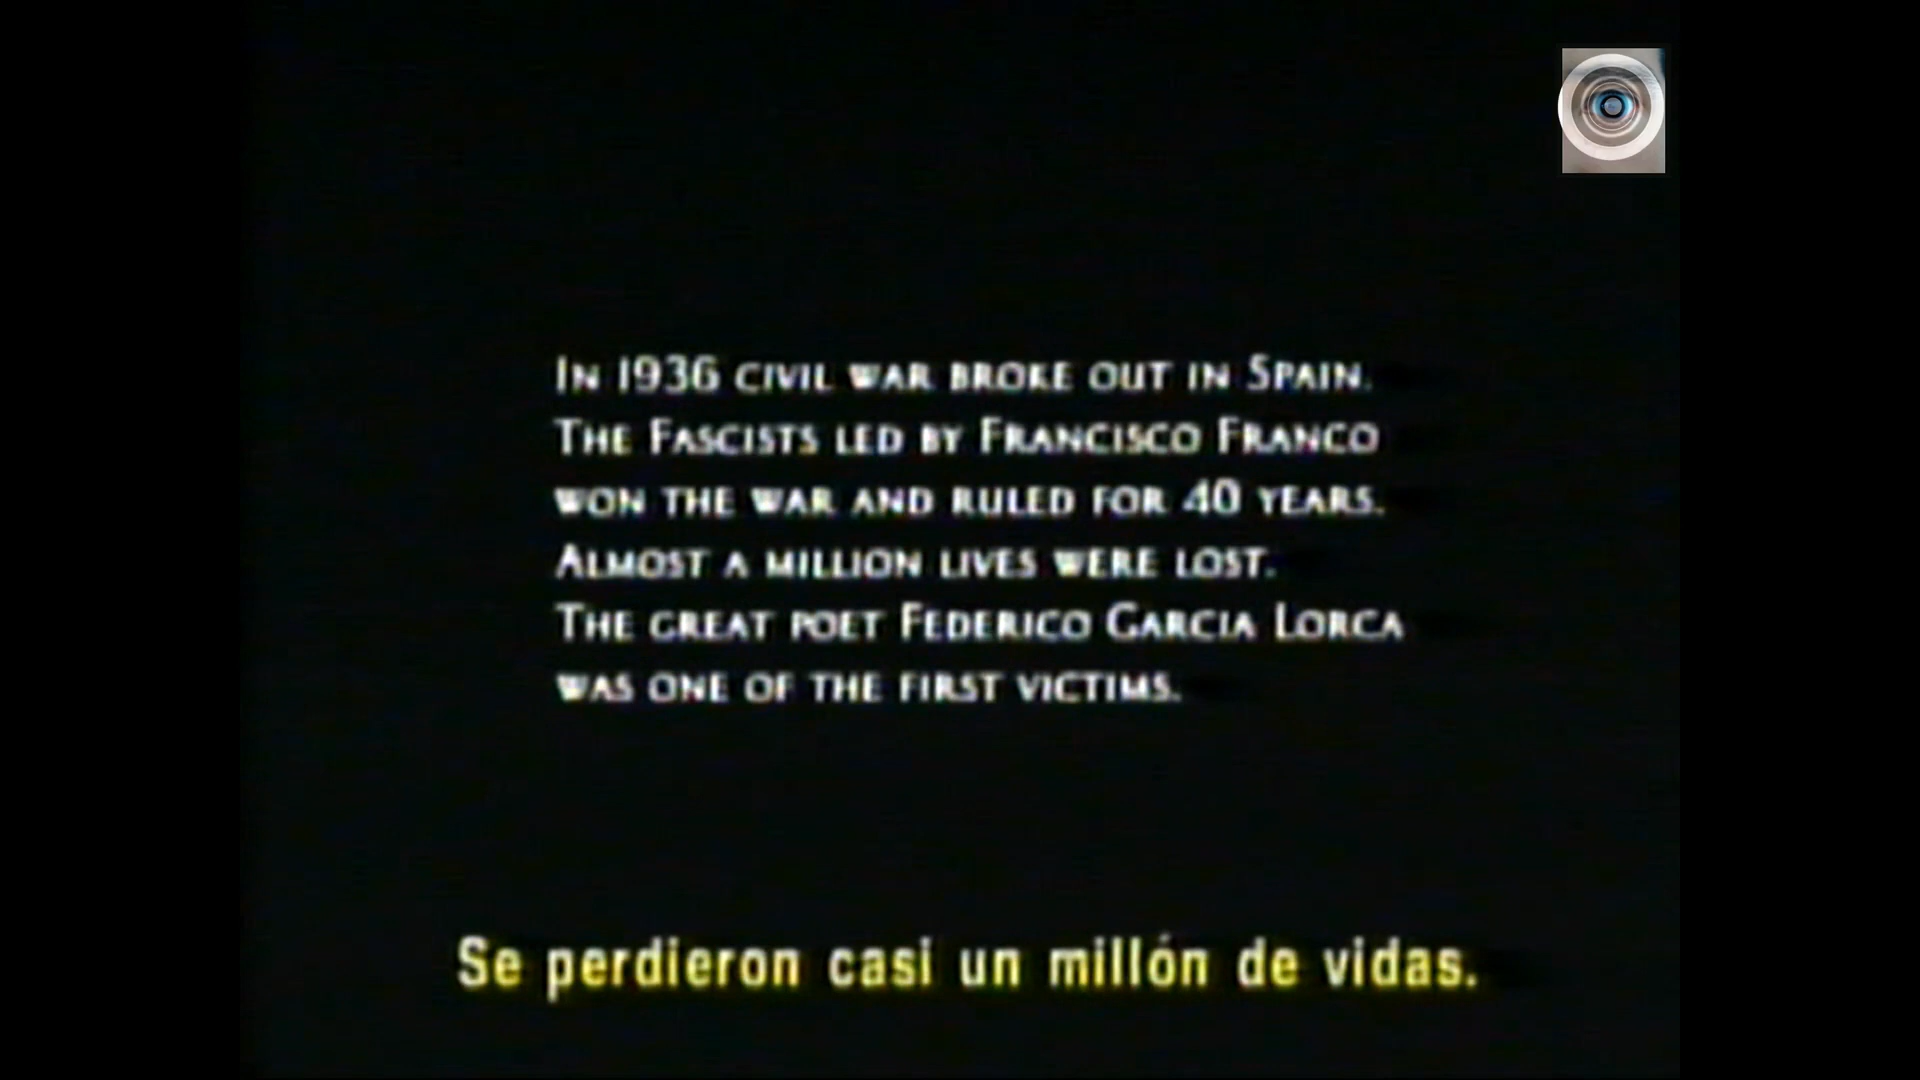 In 1936 civil war broke out in Spain.
The Fascists led by Francisco Franco
won the war and ruled for 40 years.
Almost a million lives were lost.
The great poet Federico Garcia Lorca
was one of the first victims.
Se perdieron casi un millón de vidas.